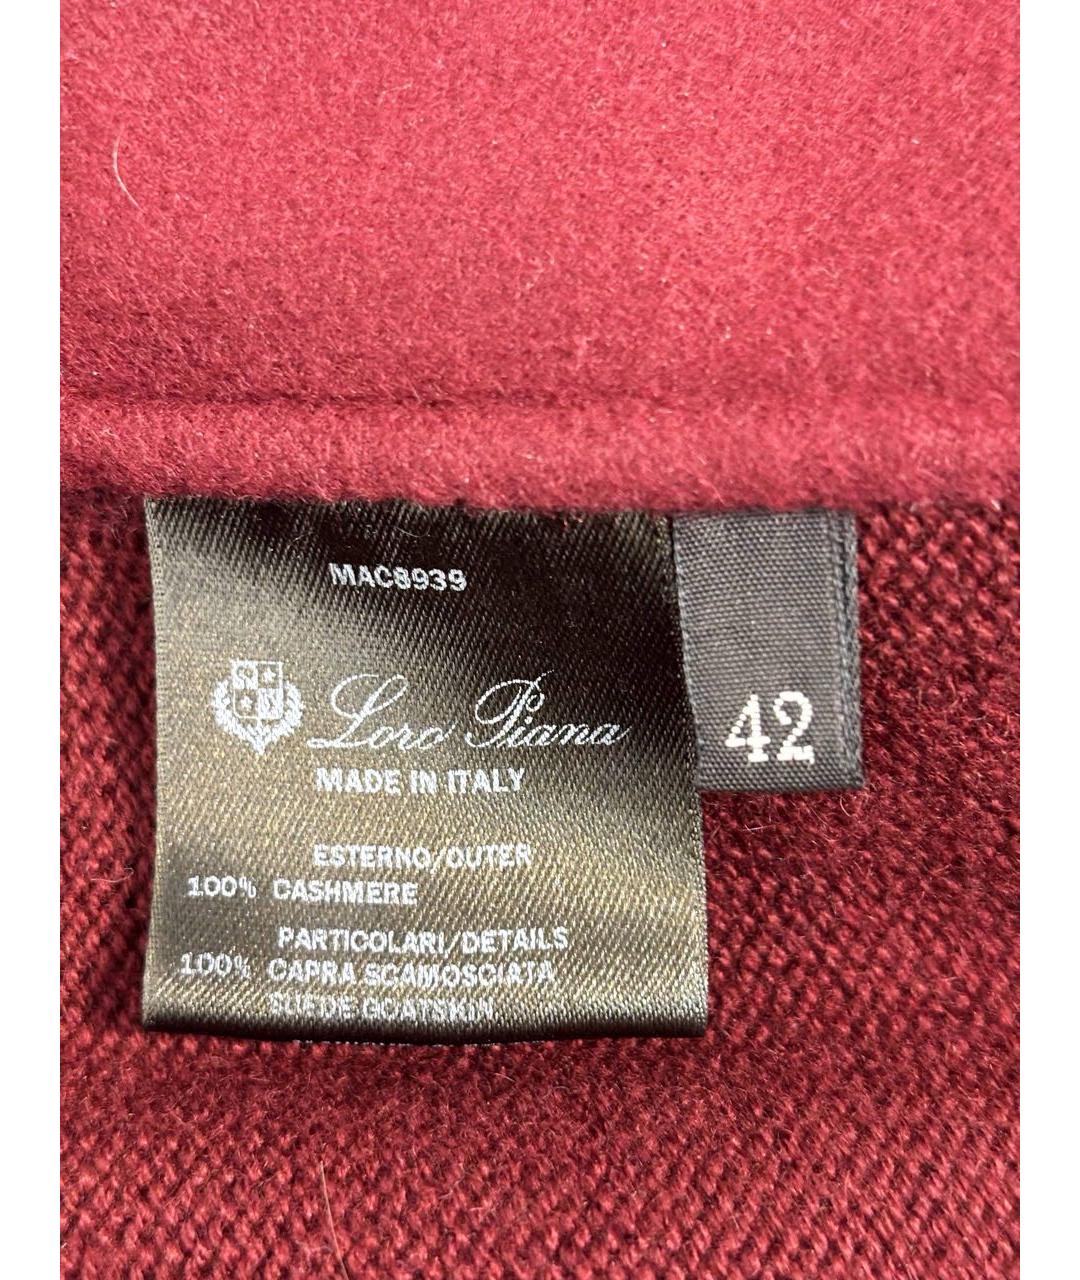 MAC8939
Loro Piana
MADE IN ITALY
42
ESTERNO/OUTER
100% CASHMERE
PARTICOLARI/DETAILS
100% CAPRA SCAMOSCIATA
SUEDE GOATSKIN